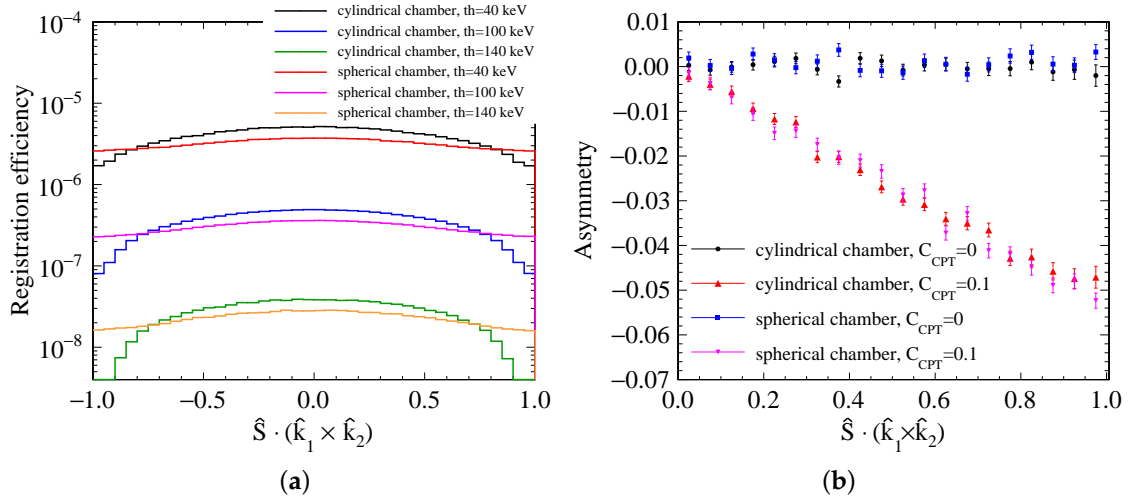 cylindrical chamber, th=40 keV
cylindrical chamber, th=100 keV
cylindrical chamber, th=140 keV
spherical chamber, th=40 keV
spherical chamber, th=100 keV
spherical chamber, th=140 keV
Registration efficiency
10⁻⁴
10⁻⁵
10⁻⁶
10⁻⁷
10⁻⁸
−1.0 −0.5 0.0 0.5 1.0
Ŝ · (k̂₁ × k̂₂)
(a)
Asymmetry
0.01
0.00
−0.01
−0.02
−0.03
−0.04
−0.05
−0.06
−0.07
cylindrical chamber, C_CPT=0
cylindrical chamber, C_CPT=0.1
spherical chamber, C_CPT=0
spherical chamber, C_CPT=0.1
0.0 0.2 0.4 0.6 0.8 1.0
Ŝ · (k̂₁×k̂₂)
(b)